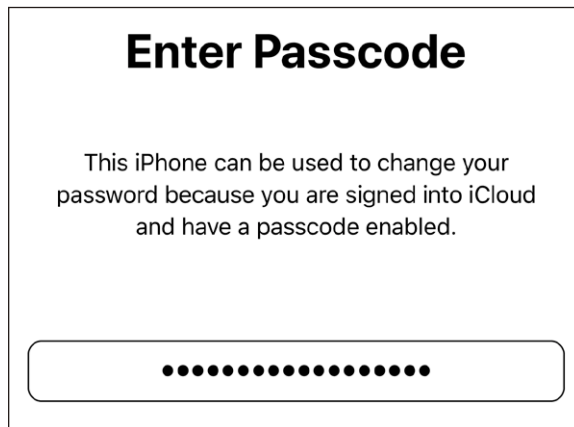 Enter Passcode
This iPhone can be used to change your
password because you are signed into iCloud
and have a passcode enabled.
••••••••••••••••••